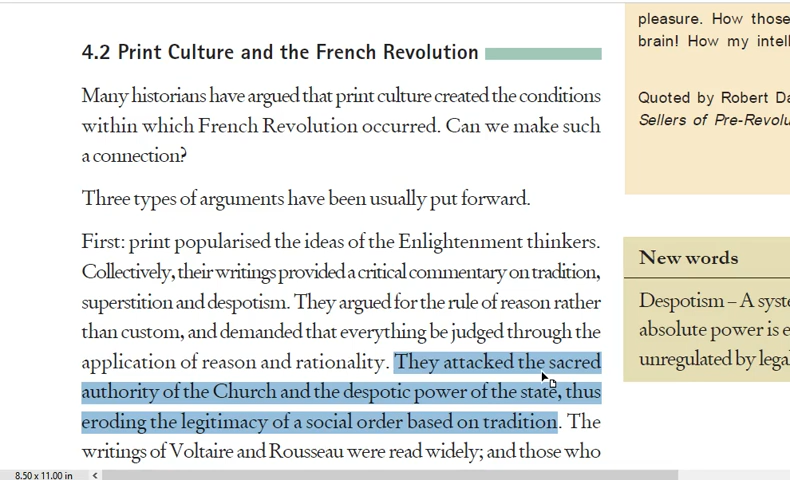 4.2 Print Culture and the French Revolution
Many historians have argued that print culture created the conditions
within which French Revolution occurred. Can we make such
a connection?
Three types of arguments have been usually put forward.
First: print popularised the ideas of the Enlightenment thinkers.
Collectively, their writings provided a critical commentary on tradition,
superstition and despotism. They argued for the rule of reason rather
than custom, and demanded that everything be judged through the
application of reason and rationality. They attacked the sacred
authority of the Church and the despotic power of the state, thus
eroding the legitimacy of a social order based on tradition. The
writings of Voltaire and Rousseau were read widely; and those who
pleasure. How those
brain! How my intell
Quoted by Robert Da
Sellers of Pre-Revolu
New words
Despotism – A syste
absolute power is e
unregulated by legal
8.50 x 11.00 in